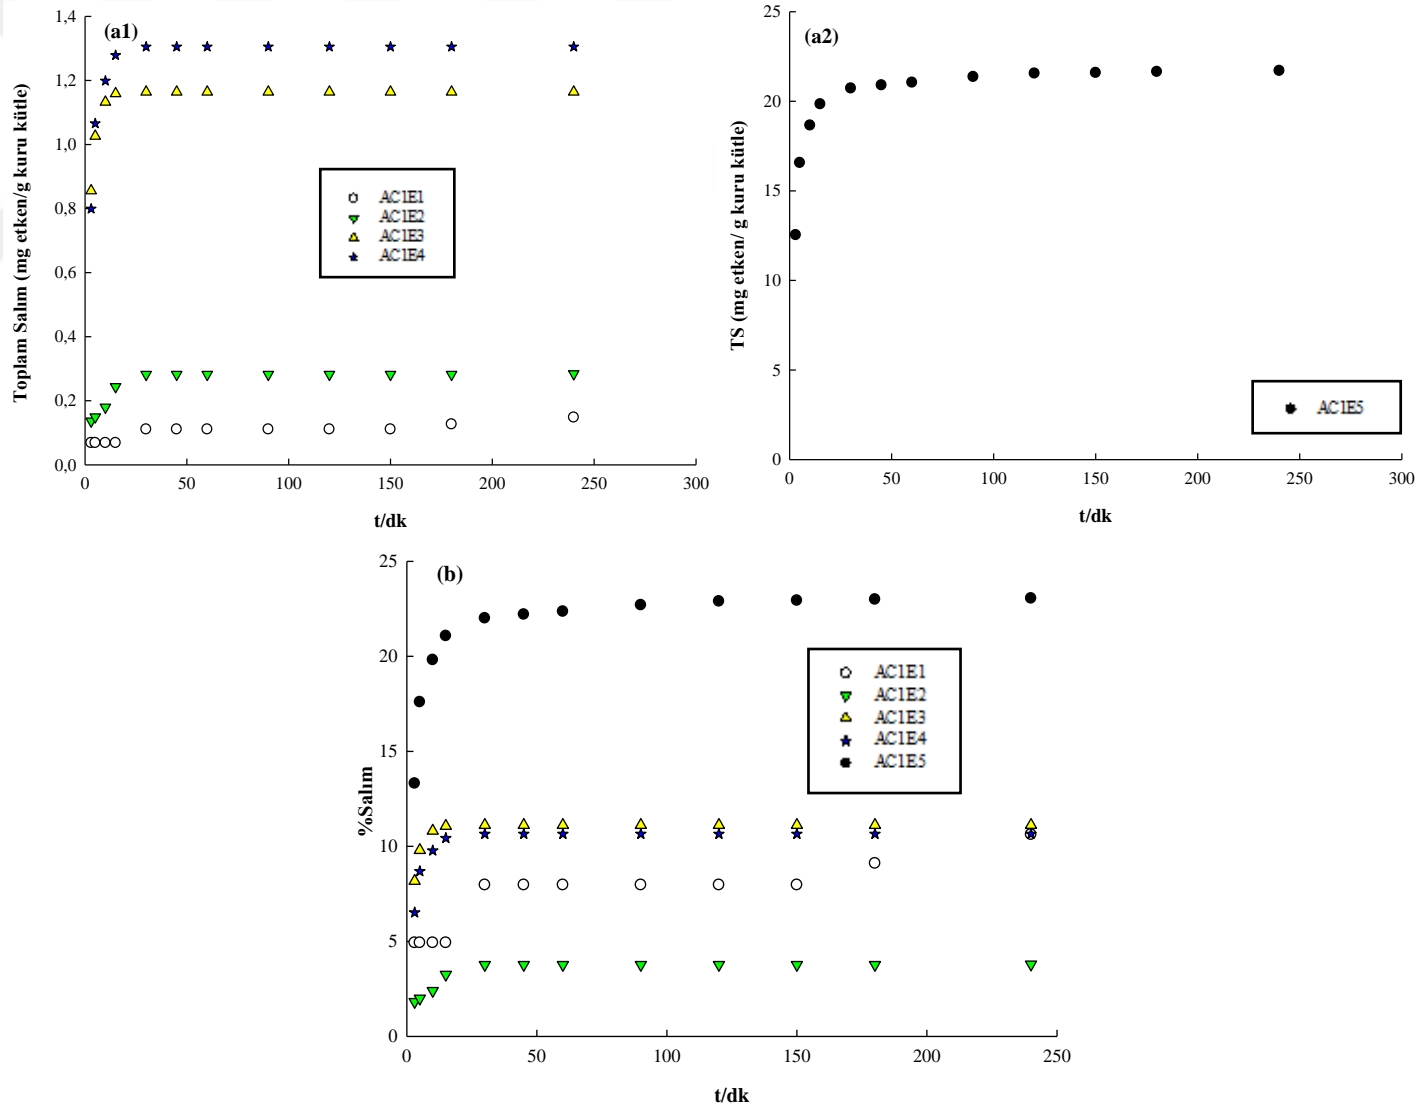 (a1)
Toplam Salım (mg etken/g kuru kütle)
1,4
1,2
1,0
0,8
0,6
0,4
0,2
0,0
0 50 100 150 200 250 300
t/dk
AC1E1
AC1E2
AC1E3
AC1E4
(a2)
TS (mg etken/ g kuru kütle)
25
20
15
10
5
0
0 50 100 150 200 250 300
t/dk
AC1E5
(b)
%Salım
25
20
15
10
5
0
0 50 100 150 200 250
t/dk
AC1E1
AC1E2
AC1E3
AC1E4
AC1E5